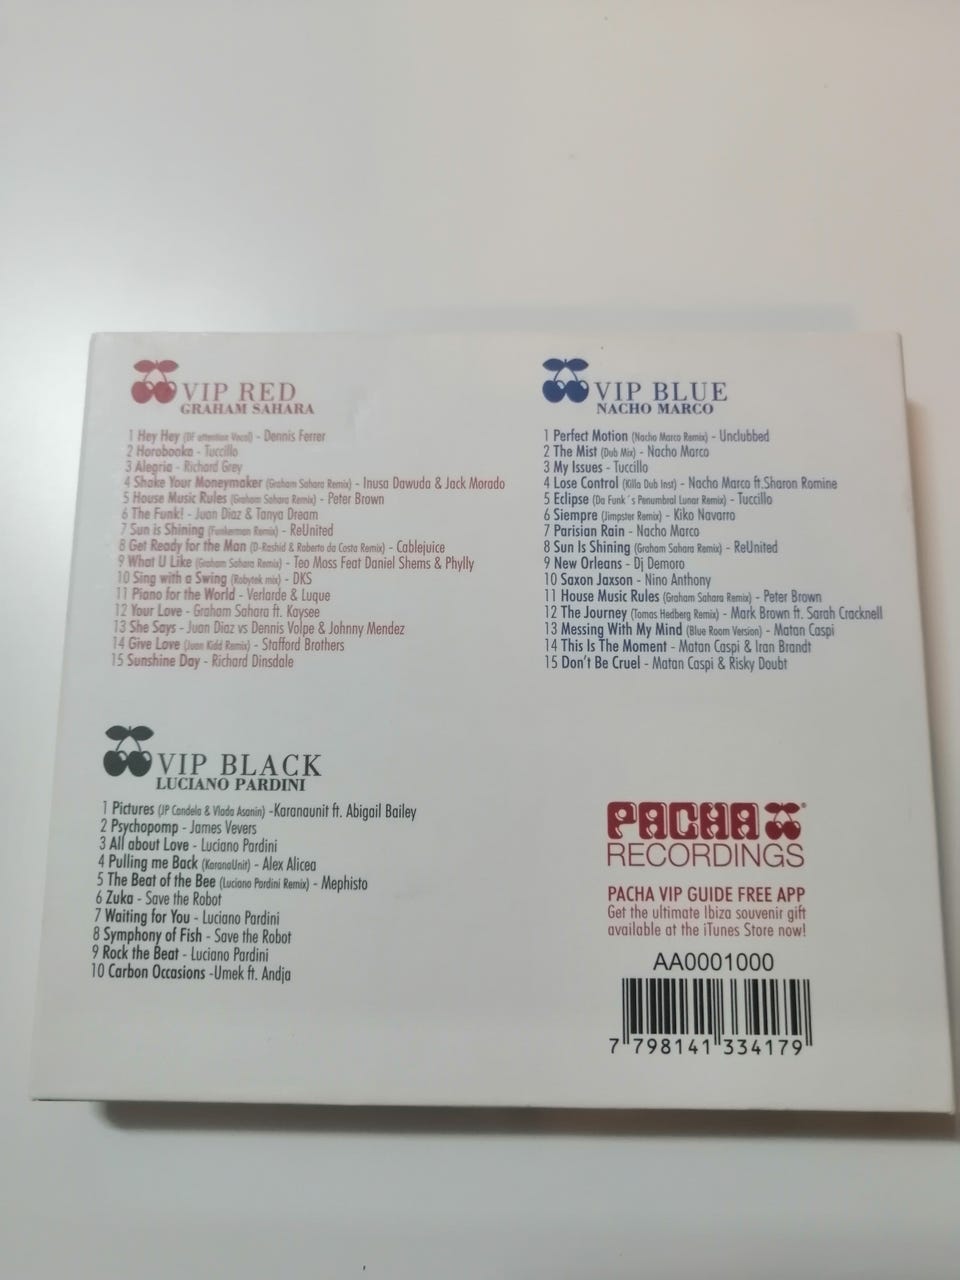 VIP RED
GRAHAM SAHARA
1 Hey Hey (DF attention Vocal) - Dennis Ferrer
2 Horobooka - Tuccillo
3 Alegria - Richard Grey
4 Shake Your Moneymaker (Graham Sahara Remix) - Inusa Dawuda & Jack Morado
5 House Music Rules (Graham Sahara Remix) - Peter Brown
6 The Funk! - Juan Diaz & Tanya Dream
7 Sun is Shining (Funkerman Remix) - ReUnited
8 Get Ready for the Man (D-Rashid & Roberto da Costa Remix) - Cablejuice
9 What U Like (Graham Sahara Remix) - Teo Moss Feat Daniel Shems & Phylly
10 Sing with a Swing (Robytek mix) - DKS
11 Piano for the World - Verlarde & Luque
12 Your Love - Graham Sahara ft. Kaysee
13 She Says - Juan Diaz vs Dennis Volpe & Johnny Mendez
14 Give Love (Juan Kidd Remix) - Stafford Brothers
15 Sunshine Day - Richard Dinsdale
VIP BLUE
NACHO MARCO
1 Perfect Motion (Nacho Marco Remix) - Unclubbed
2 The Mist (Dub Mix) - Nacho Marco
3 My Issues - Tuccillo
4 Lose Control (Killa Dub Inst) - Nacho Marco ft.Sharon Romine
5 Eclipse (Da Funk´s Penumbral Lunar Remix) - Tuccillo
6 Siempre (Jimpster Remix) - Kiko Navarro
7 Parisian Rain - Nacho Marco
8 Sun Is Shining (Graham Sahara Remix) - ReUnited
9 New Orleans - Dj Demoro
10 Saxon Jaxson - Nino Anthony
11 House Music Rules (Graham Sahara Remix) - Peter Brown
12 The Journey (Tomas Hedberg Remix) - Mark Brown ft. Sarah Cracknell
13 Messing With My Mind (Blue Room Version) - Matan Caspi
14 This Is The Moment - Matan Caspi & Iran Brandt
15 Don't Be Cruel - Matan Caspi & Risky Doubt
VIP BLACK
LUCIANO PARDINI
1 Pictures (JP Candela & Vlada Asanin) -Karanaunit ft. Abigail Bailey
2 Psychopomp - James Vevers
3 All about Love - Luciano Pardini
4 Pulling me Back (KaranaUnit) - Alex Alicea
5 The Beat of the Bee (Luciano Pardini Remix) - Mephisto
6 Zuka - Save the Robot
7 Waiting for You - Luciano Pardini
8 Symphony of Fish - Save the Robot
9 Rock the Beat - Luciano Pardini
10 Carbon Occasions -Umek ft. Andja
PACHA®
RECORDINGS
PACHA VIP GUIDE FREE APP
Get the ultimate Ibiza souvenir gift
available at the iTunes Store now!
AA0001000
7 798141 334179